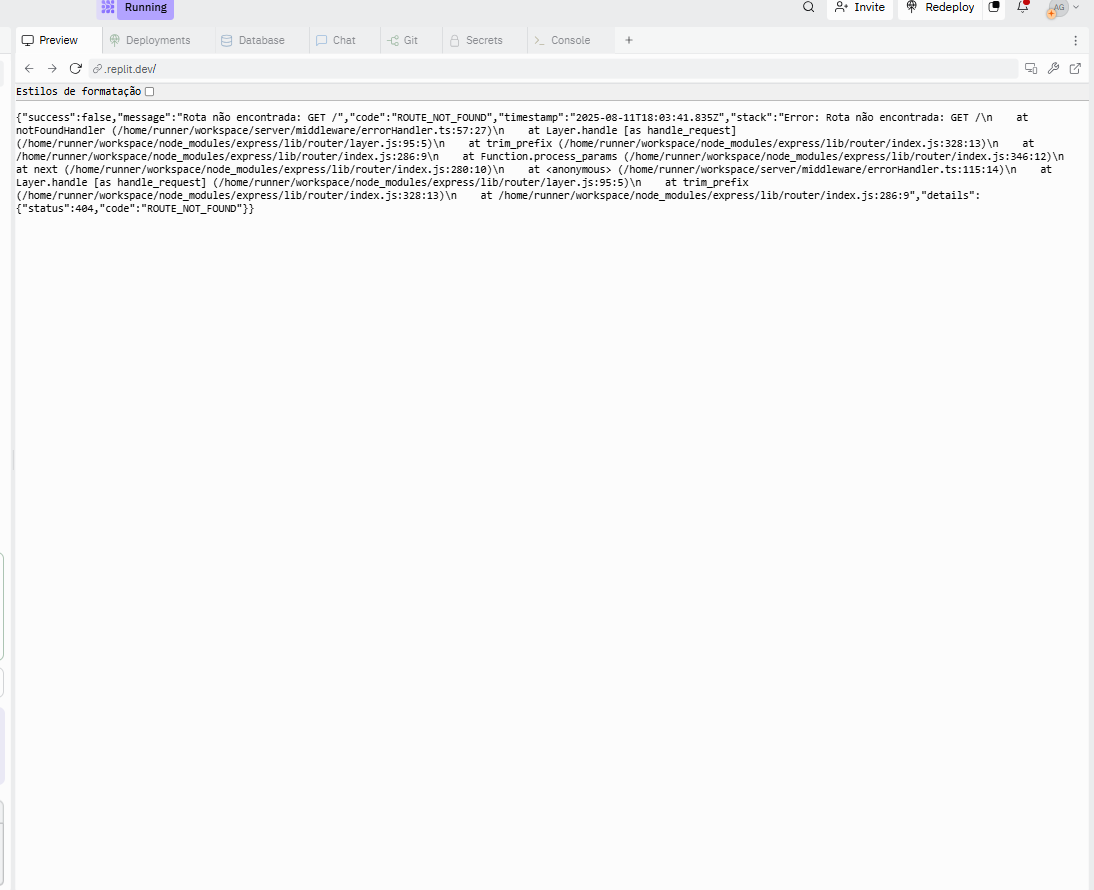 Running
Invite
Redeploy
AG
Preview
Deployments
Database
Chat
Git
Secrets
Console
.replit.dev/
Estilos de formatação
{"success":false,"message":"Rota não encontrada: GET /","code":"ROUTE_NOT_FOUND","timestamp":"2025-08-11T18:03:41.835Z","stack":"Error: Rota não encontrada: GET /\n    at
notFoundHandler (/home/runner/workspace/server/middleware/errorHandler.ts:57:27)\n    at Layer.handle [as handle_request]
(/home/runner/workspace/node_modules/express/lib/router/layer.js:95:5)\n    at trim_prefix (/home/runner/workspace/node_modules/express/lib/router/index.js:328:13)\n    at
/home/runner/workspace/node_modules/express/lib/router/index.js:286:9\n    at Function.process_params (/home/runner/workspace/node_modules/express/lib/router/index.js:346:12)\n
at next (/home/runner/workspace/node_modules/express/lib/router/index.js:280:10)\n    at <anonymous> (/home/runner/workspace/server/middleware/errorHandler.ts:115:14)\n    at
Layer.handle [as handle_request] (/home/runner/workspace/node_modules/express/lib/router/layer.js:95:5)\n    at trim_prefix
(/home/runner/workspace/node_modules/express/lib/router/index.js:328:13)\n    at /home/runner/workspace/node_modules/express/lib/router/index.js:286:9","details":
{"status":404,"code":"ROUTE_NOT_FOUND"}}